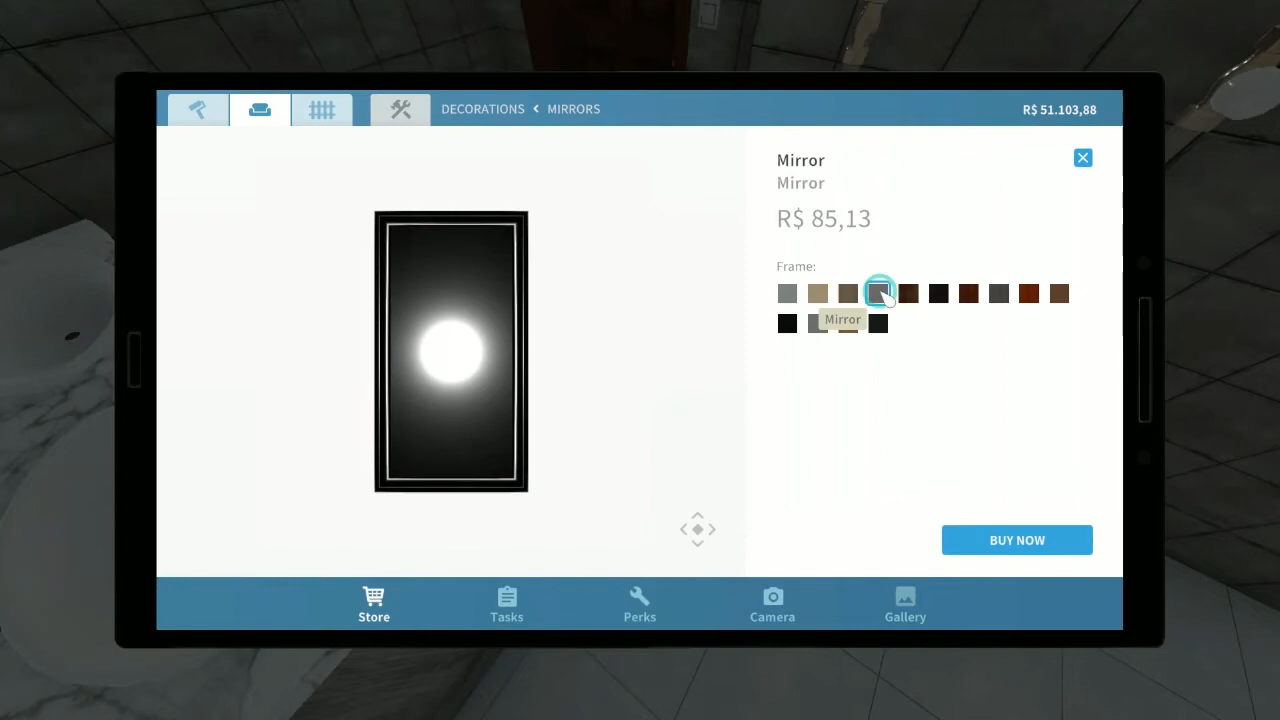 DECORATIONS < MIRRORS
R$ 51.103,88
Mirror
Mirror
R$ 85,13
Frame:
Mirror
BUY NOW
Store
Tasks
Perks
Camera
Gallery